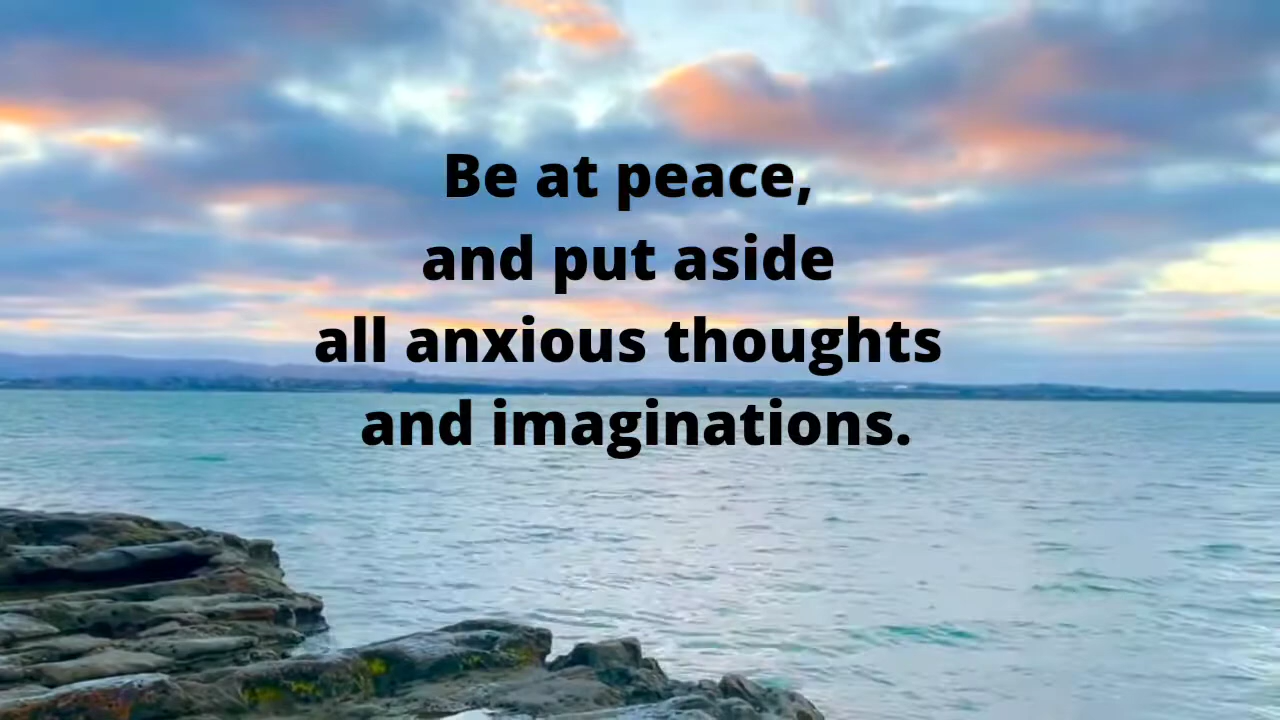 Be at peace,
and put aside
all anxious thoughts
and imaginations.